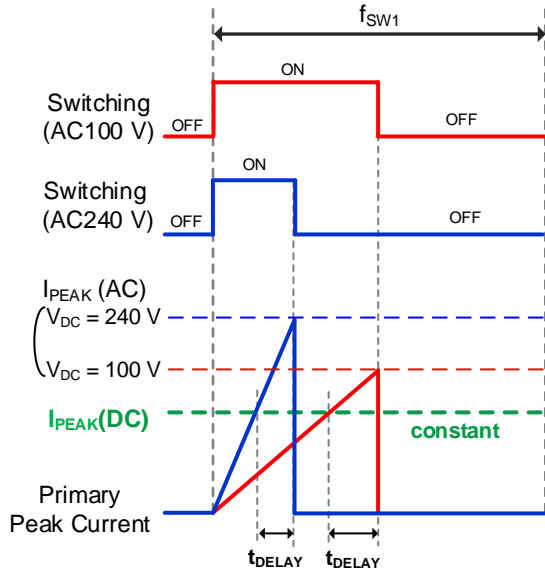 fSW1
ON
Switching
(AC100 V)
OFF
OFF
ON
Switching
(AC240 V)
OFF
OFF
IPEAK (AC)
VDC = 240 V
VDC = 100 V
IPEAK(DC)
constant
Primary
Peak Current
tDELAY
tDELAY